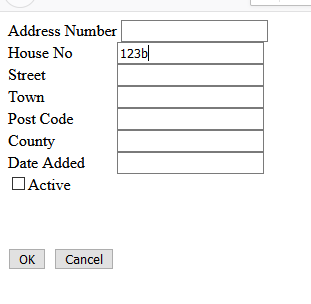 Address Number
House No 123b
Street
Town
Post Code
County
Date Added
Active
OK Cancel